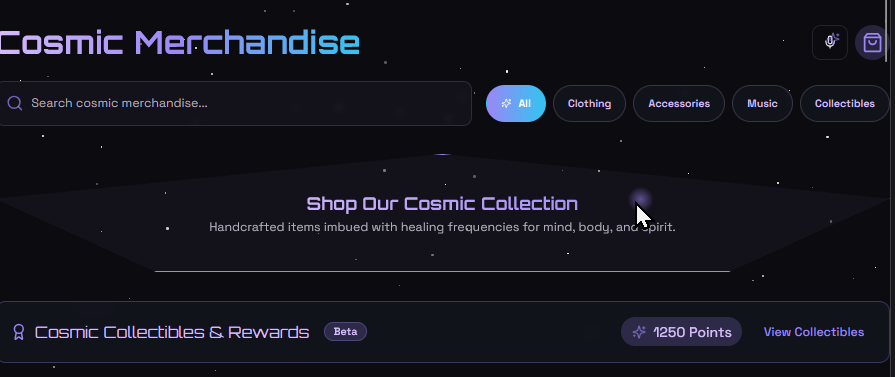 Cosmic Merchandise
Search cosmic merchandise...
All
Clothing
Accessories
Music
Collectibles
Shop Our Cosmic Collection
Handcrafted items imbued with healing frequencies for mind, body, and spirit.
Cosmic Collectibles & Rewards
Beta
1250 Points
View Collectibles